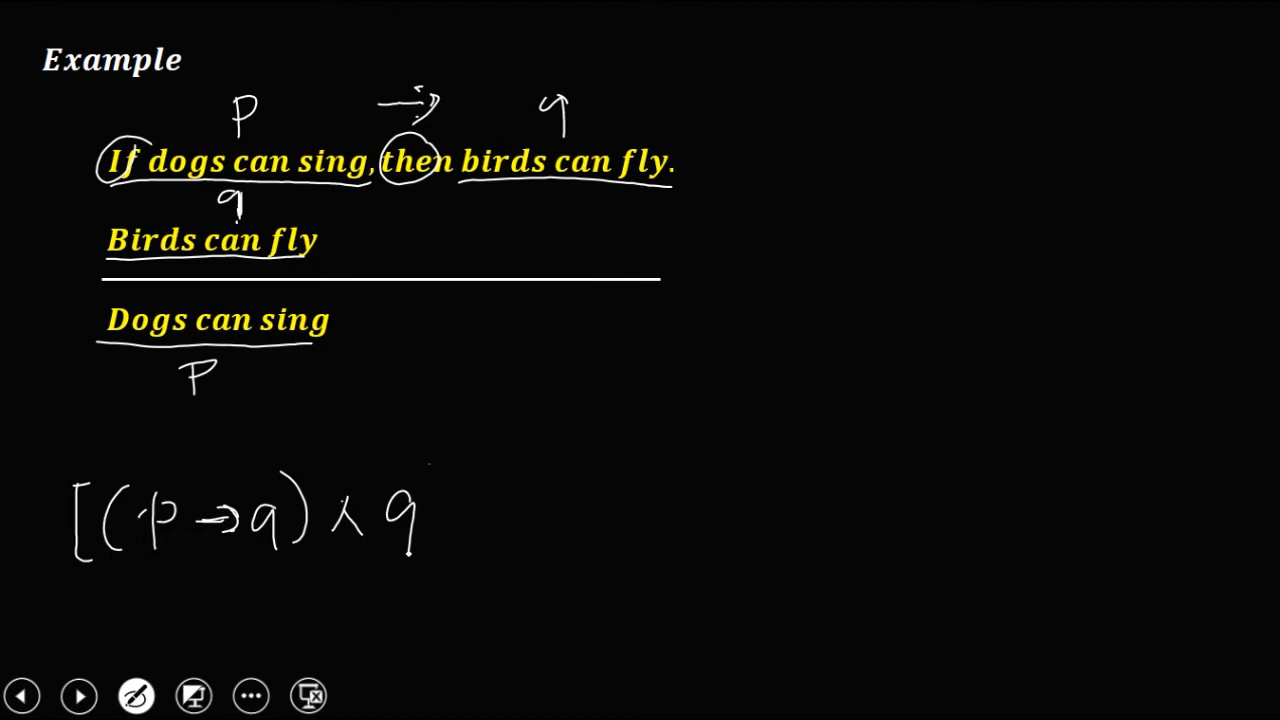 Example
p → q
If dogs can sing, then birds can fly.
q
Birds can fly
Dogs can sing
P
[(p → q) ∧ q